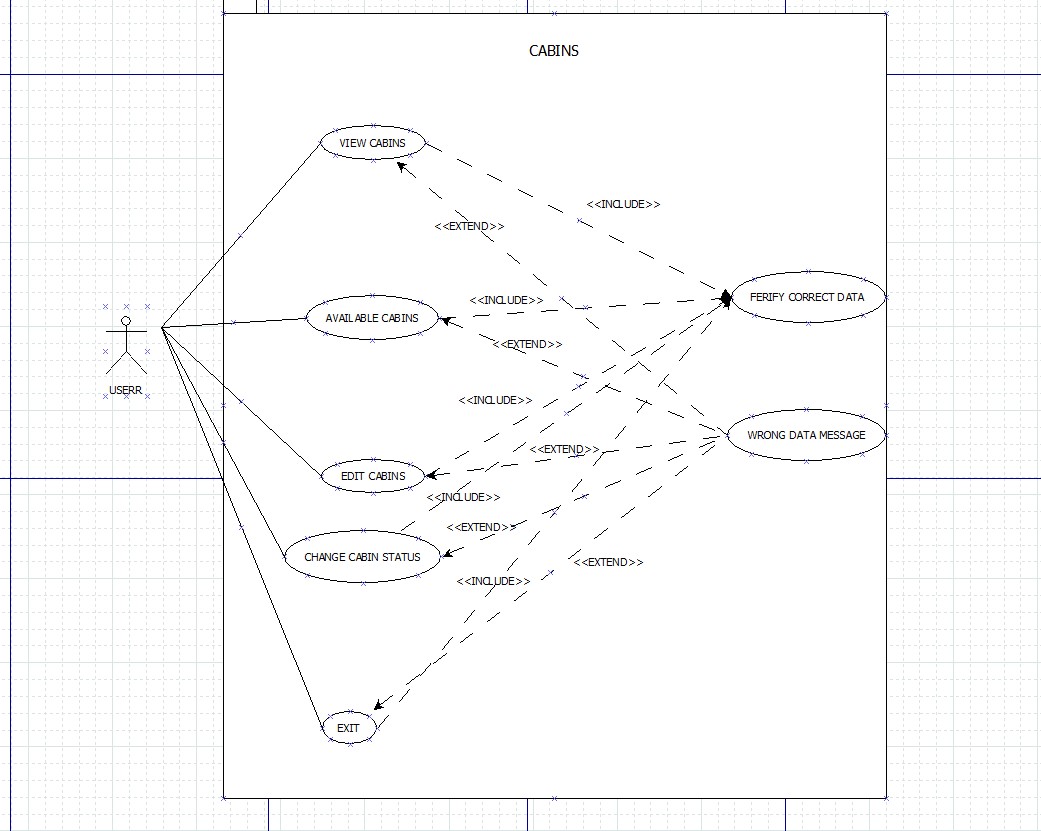 CABINS
VIEW CABINS
<<INCLUDE>>
<<EXTEND>>
FERIFY CORRECT DATA
<<INCLUDE>>
AVAILABLE CABINS
<<EXTEND>>
USERR
<<INCLUDE>>
WRONG DATA MESSAGE
<<EXTEND>>
EDIT CABINS
<<INCLUDE>>
<<EXTEND>>
CHANGE CABIN STATUS
<<EXTEND>>
<<INCLUDE>>
EXIT